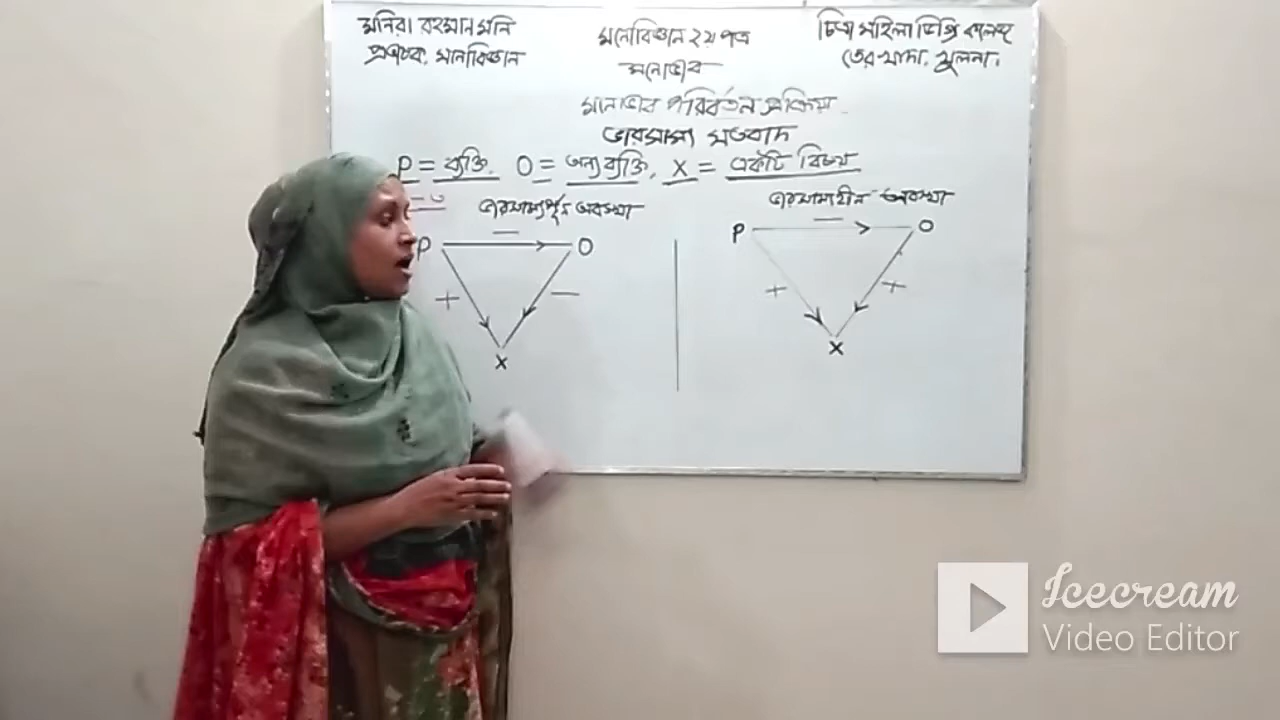 মনিরা রহমান মনি
প্রভাষক, মনোবিজ্ঞান
মনোবিজ্ঞান ২য় পত্র
মনোভাব
চিত্রা মহিলা ডিগ্রি কলেজ
তেরখাদা, খুলনা।
মনোভাব পরিবর্তন প্রক্রিয়া
ভারসাম্য মতবাদ
P = ব্যক্তি, O = অন্যব্যক্তি, X = একটি বিষয়
ভারসাম্যপূর্ন অবস্থা
P — O
+ —
X
ভারসাম্যহীন অবস্থা
P — O
+ +
X
Icecream
Video Editor